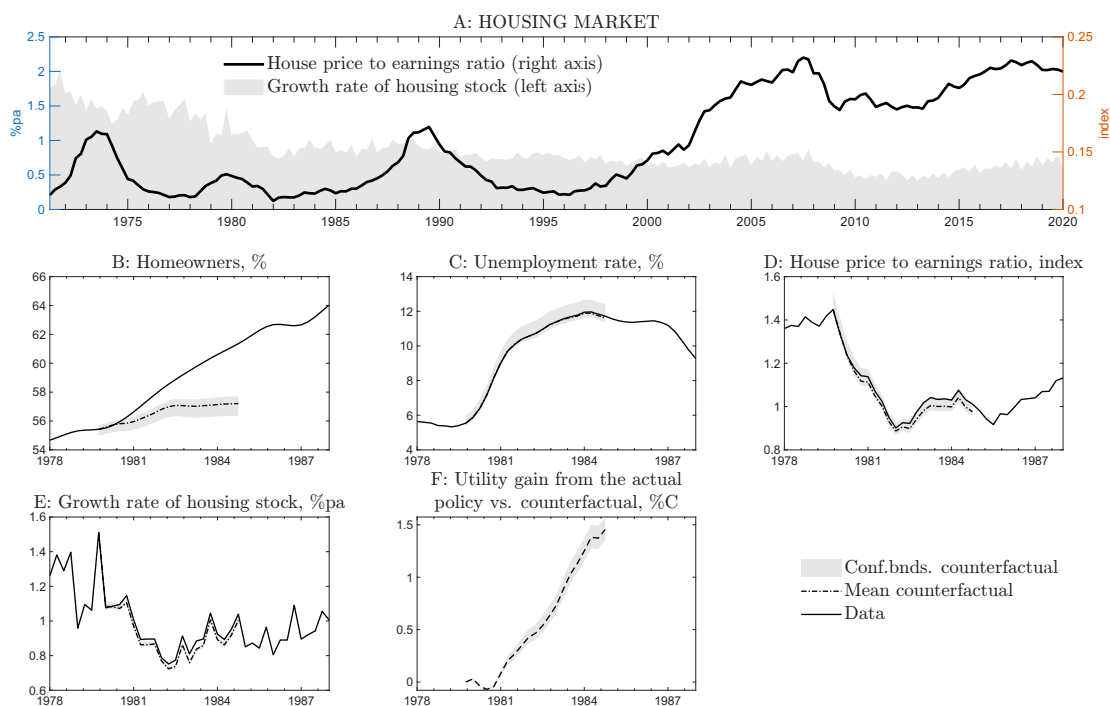 A: HOUSING MARKET
2.5
2
1.5
1
0.5
0
%pa
House price to earnings ratio (right axis)
Growth rate of housing stock (left axis)
0.25
0.2
0.15
0.1
index
1975 1980 1985 1990 1995 2000 2005 2010 2015 2020
B: Homeowners, %
66
64
62
60
58
56
54
1978 1981 1984 1987
C: Unemployment rate, %
14
12
10
8
6
4
1978 1981 1984 1987
D: House price to earnings ratio, index
1.6
1.4
1.2
1
0.8
1978 1981 1984 1987
E: Growth rate of housing stock, %pa
1.6
1.4
1.2
1
0.8
0.6
1978 1981 1984 1987
F: Utility gain from the actual
policy vs. counterfactual, %C
1.5
1
0.5
0
1978 1981 1984 1987
Conf.bnds. counterfactual
Mean counterfactual
Data